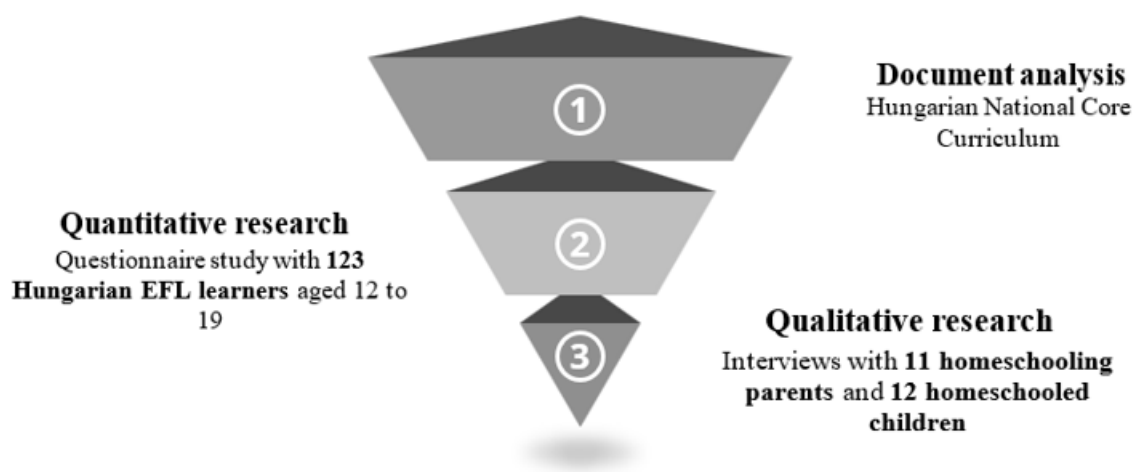 1
Document analysis
Hungarian National Core
Curriculum
Quantitative research
Questionnaire study with 123
Hungarian EFL learners aged 12 to
19
2
3
Qualitative research
Interviews with 11 homeschooling
parents and 12 homeschooled
children